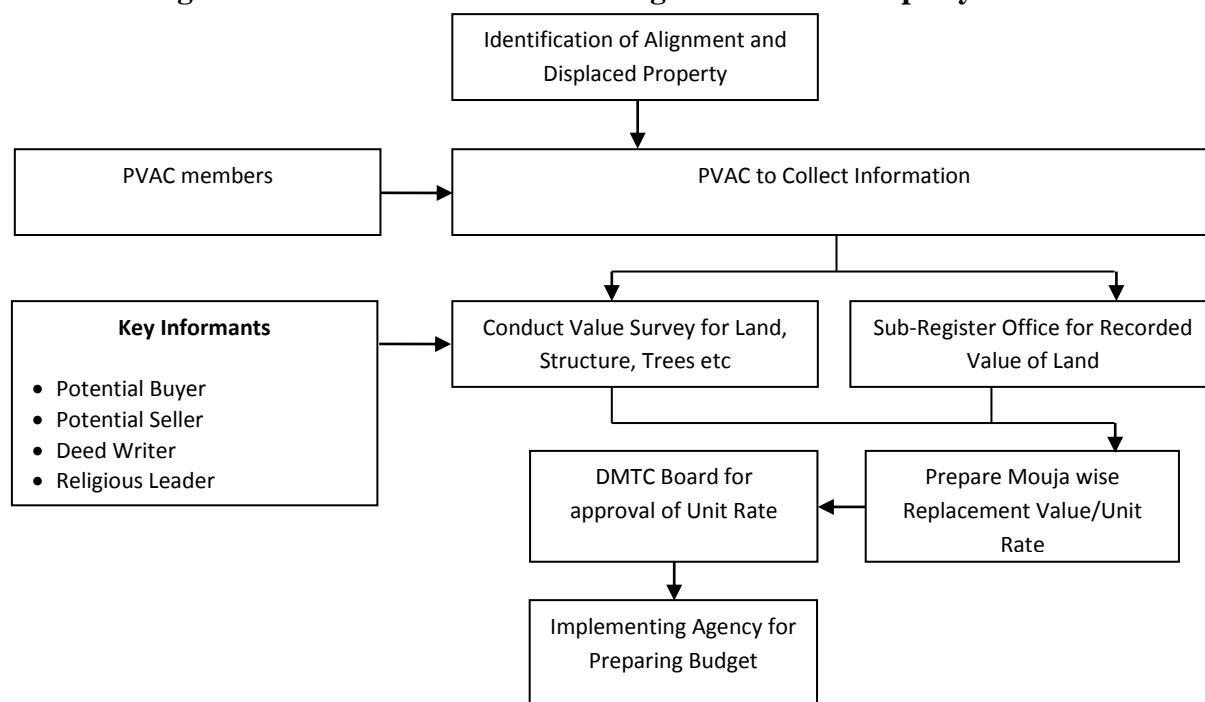 Identification of Alignment and
Displaced Property
PVAC members
PVAC to Collect Information
Key Informants
• Potential Buyer
• Potential Seller
• Deed Writer
• Religious Leader
Conduct Value Survey for Land,
Structure, Trees etc
Sub-Register Office for Recorded
Value of Land
DMTC Board for
approval of Unit Rate
Prepare Mouja wise
Replacement Value/Unit
Rate
Implementing Agency for
Preparing Budget